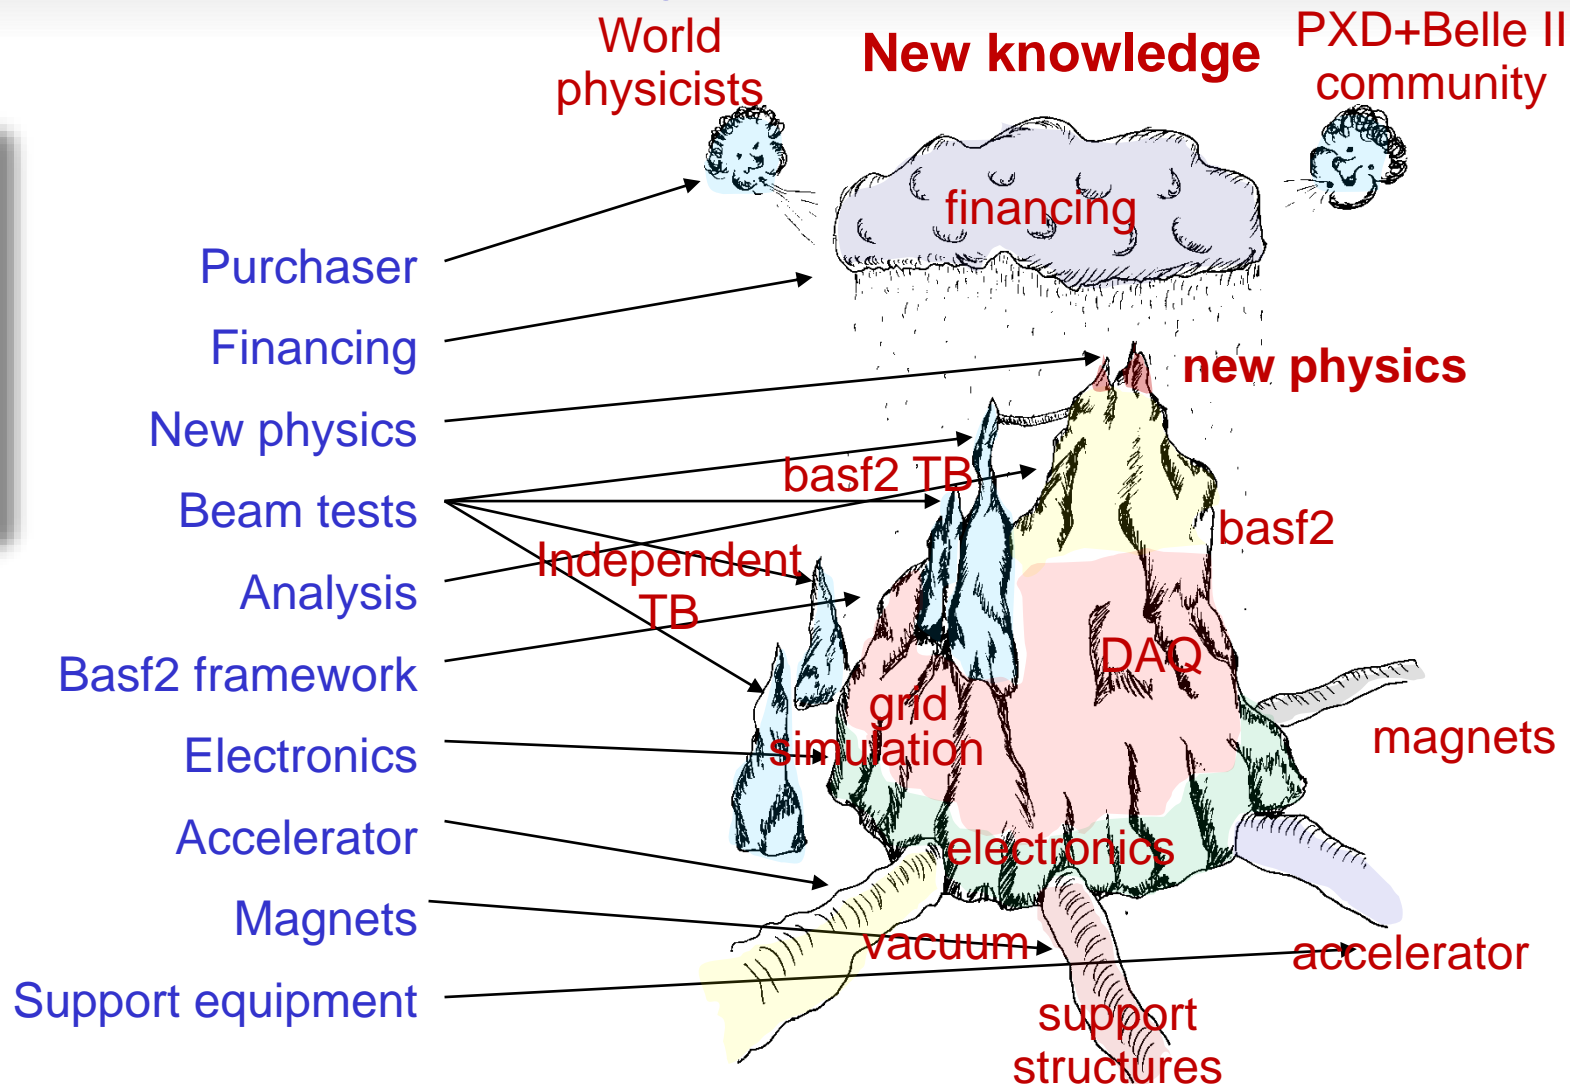 World
physicists
New knowledge
PXD+Belle II
community
financing
Purchaser
Financing
new physics
New physics
basf2 TB
Beam tests
basf2
Independent
TB
Analysis
DAQ
Basf2 framework
grid
simulation
magnets
Electronics
electronics
Accelerator
Magnets
vacuum
accelerator
Support equipment
support
structures